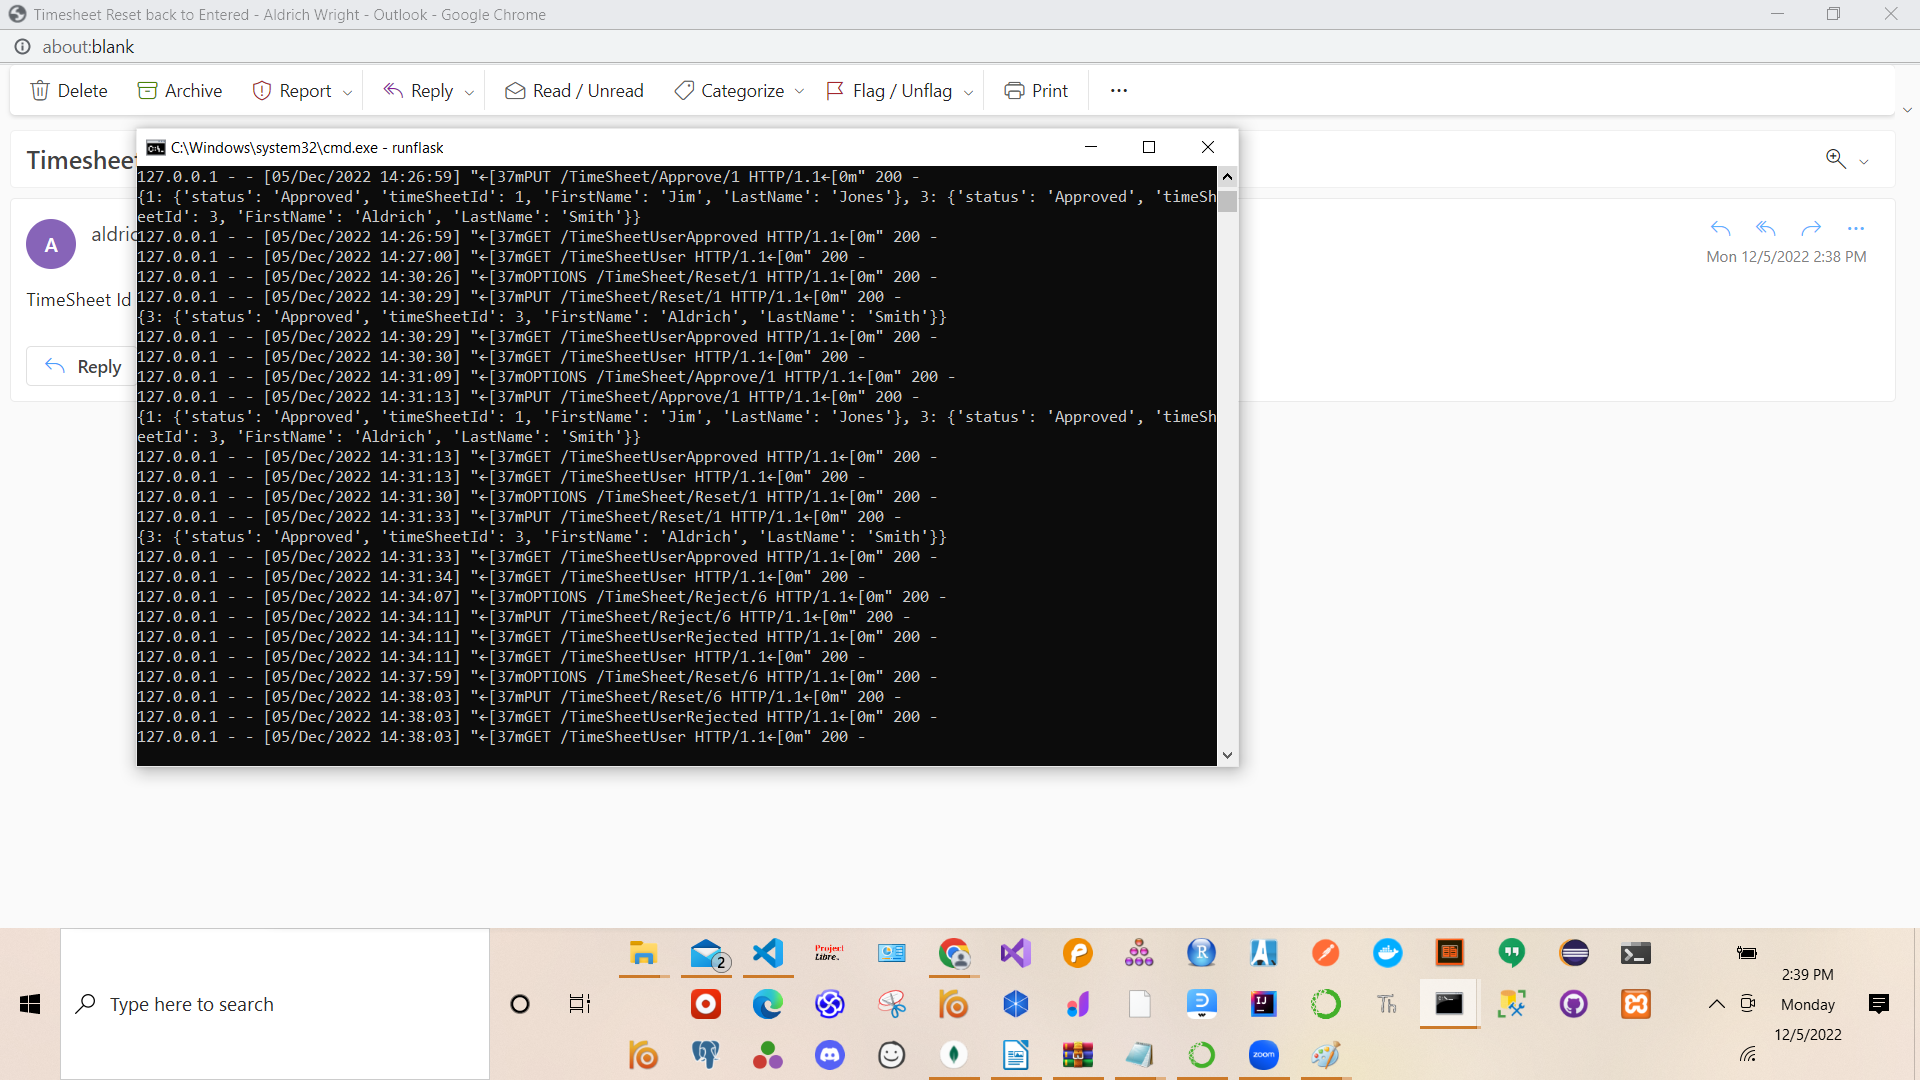 Timesheet Reset back to Entered - Aldrich Wright - Outlook - Google Chrome
about:blank
Delete Archive Report Reply Read / Unread Categorize Flag / Unflag Print ...
C:\Windows\system32\cmd.exe - runflask
127.0.0.1 - - [05/Dec/2022 14:26:59] "←[37mPUT /TimeSheet/Approve/1 HTTP/1.1←[0m" 200 -
{1: {'status': 'Approved', 'timeSheetId': 1, 'FirstName': 'Jim', 'LastName': 'Jones'}, 3: {'status': 'Approved', 'timeSh
eetId': 3, 'FirstName': 'Aldrich', 'LastName': 'Smith'}}
127.0.0.1 - - [05/Dec/2022 14:26:59] "←[37mGET /TimeSheetUserApproved HTTP/1.1←[0m" 200 -
127.0.0.1 - - [05/Dec/2022 14:27:00] "←[37mGET /TimeSheetUser HTTP/1.1←[0m" 200 -
127.0.0.1 - - [05/Dec/2022 14:30:26] "←[37mOPTIONS /TimeSheet/Reset/1 HTTP/1.1←[0m" 200 -
127.0.0.1 - - [05/Dec/2022 14:30:29] "←[37mPUT /TimeSheet/Reset/1 HTTP/1.1←[0m" 200 -
{3: {'status': 'Approved', 'timeSheetId': 3, 'FirstName': 'Aldrich', 'LastName': 'Smith'}}
127.0.0.1 - - [05/Dec/2022 14:30:29] "←[37mGET /TimeSheetUserApproved HTTP/1.1←[0m" 200 -
127.0.0.1 - - [05/Dec/2022 14:30:30] "←[37mGET /TimeSheetUser HTTP/1.1←[0m" 200 -
127.0.0.1 - - [05/Dec/2022 14:31:09] "←[37mOPTIONS /TimeSheet/Approve/1 HTTP/1.1←[0m" 200 -
127.0.0.1 - - [05/Dec/2022 14:31:13] "←[37mPUT /TimeSheet/Approve/1 HTTP/1.1←[0m" 200 -
{1: {'status': 'Approved', 'timeSheetId': 1, 'FirstName': 'Jim', 'LastName': 'Jones'}, 3: {'status': 'Approved', 'timeSh
eetId': 3, 'FirstName': 'Aldrich', 'LastName': 'Smith'}}
127.0.0.1 - - [05/Dec/2022 14:31:13] "←[37mGET /TimeSheetUserApproved HTTP/1.1←[0m" 200 -
127.0.0.1 - - [05/Dec/2022 14:31:13] "←[37mGET /TimeSheetUser HTTP/1.1←[0m" 200 -
127.0.0.1 - - [05/Dec/2022 14:31:30] "←[37mOPTIONS /TimeSheet/Reset/1 HTTP/1.1←[0m" 200 -
127.0.0.1 - - [05/Dec/2022 14:31:33] "←[37mPUT /TimeSheet/Reset/1 HTTP/1.1←[0m" 200 -
{3: {'status': 'Approved', 'timeSheetId': 3, 'FirstName': 'Aldrich', 'LastName': 'Smith'}}
127.0.0.1 - - [05/Dec/2022 14:31:33] "←[37mGET /TimeSheetUserApproved HTTP/1.1←[0m" 200 -
127.0.0.1 - - [05/Dec/2022 14:31:34] "←[37mGET /TimeSheetUser HTTP/1.1←[0m" 200 -
127.0.0.1 - - [05/Dec/2022 14:34:07] "←[37mOPTIONS /TimeSheet/Reject/6 HTTP/1.1←[0m" 200 -
127.0.0.1 - - [05/Dec/2022 14:34:11] "←[37mPUT /TimeSheet/Reject/6 HTTP/1.1←[0m" 200 -
127.0.0.1 - - [05/Dec/2022 14:34:11] "←[37mGET /TimeSheetUserRejected HTTP/1.1←[0m" 200 -
127.0.0.1 - - [05/Dec/2022 14:34:11] "←[37mGET /TimeSheetUser HTTP/1.1←[0m" 200 -
127.0.0.1 - - [05/Dec/2022 14:37:59] "←[37mOPTIONS /TimeSheet/Reset/6 HTTP/1.1←[0m" 200 -
127.0.0.1 - - [05/Dec/2022 14:38:03] "←[37mPUT /TimeSheet/Reset/6 HTTP/1.1←[0m" 200 -
127.0.0.1 - - [05/Dec/2022 14:38:03] "←[37mGET /TimeSheetUserRejected HTTP/1.1←[0m" 200 -
127.0.0.1 - - [05/Dec/2022 14:38:03] "←[37mGET /TimeSheetUser HTTP/1.1←[0m" 200 -
A
Mon 12/5/2022 2:38 PM
TimeSheet Id
Reply
Type here to search
Project
Libre
2
zoom
2:39 PM
Monday
12/5/2022